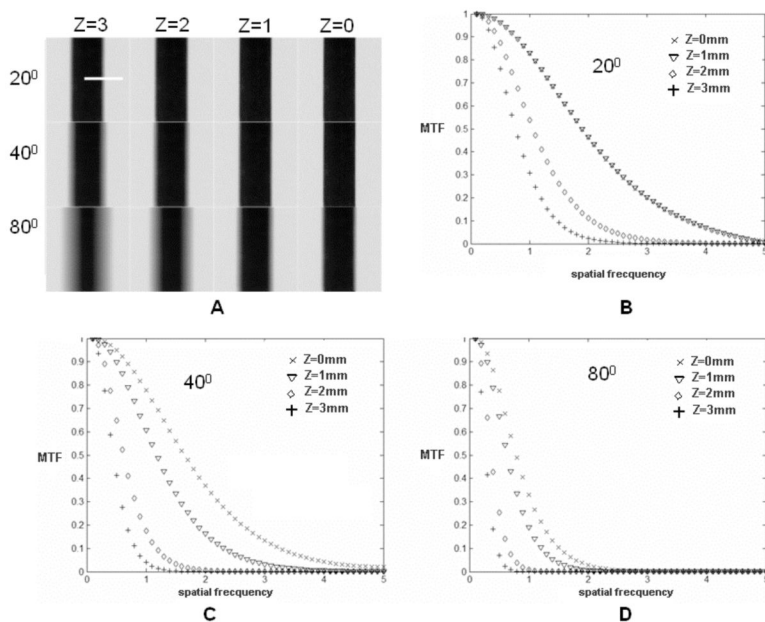 Z=3 Z=2 Z=1 Z=0
20⁰
40⁰
80⁰
A
B
20⁰
Z=0mm
Z=1mm
Z=2mm
Z=3mm
MTF
1
0.9
0.8
0.7
0.6
0.5
0.4
0.3
0.2
0.1
0
0 1 2 3 4 5
spatial frecquency
B
40⁰
Z=0mm
Z=1mm
Z=2mm
Z=3mm
MTF
1
0.9
0.8
0.7
0.6
0.5
0.4
0.3
0.2
0.1
0
0 1 2 3 4 5
spatial frecquency
C
80⁰
Z=0mm
Z=1mm
Z=2mm
Z=3mm
MTF
1
0.9
0.8
0.7
0.6
0.5
0.4
0.3
0.2
0.1
0
0 1 2 3 4 5
spatial frecquency
D